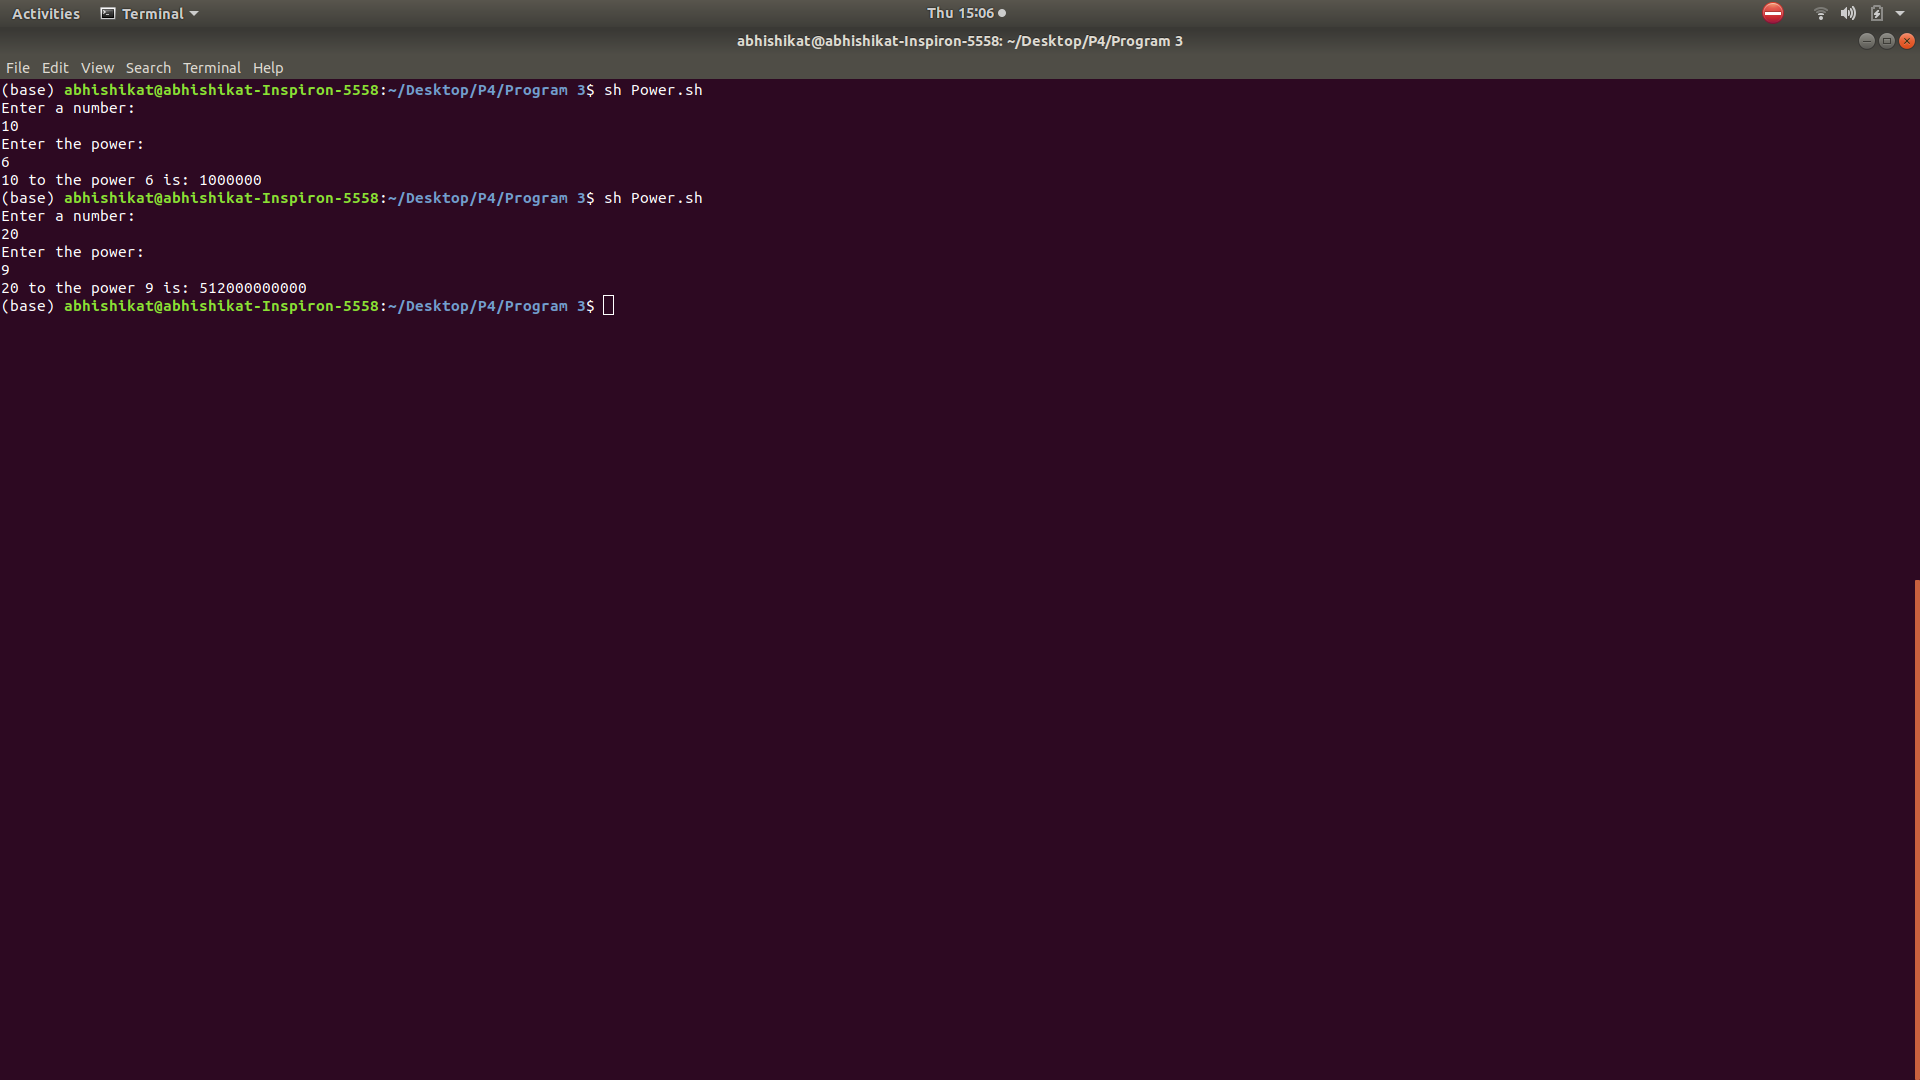 Activities Terminal Thu 15:06
abhishikat@abhishikat-Inspiron-5558: ~/Desktop/P4/Program 3
File Edit View Search Terminal Help
(base) abhishikat@abhishikat-Inspiron-5558:~/Desktop/P4/Program 3$ sh Power.sh
Enter a number:
10
Enter the power:
6
10 to the power 6 is: 1000000
(base) abhishikat@abhishikat-Inspiron-5558:~/Desktop/P4/Program 3$ sh Power.sh
Enter a number:
20
Enter the power:
9
20 to the power 9 is: 512000000000
(base) abhishikat@abhishikat-Inspiron-5558:~/Desktop/P4/Program 3$